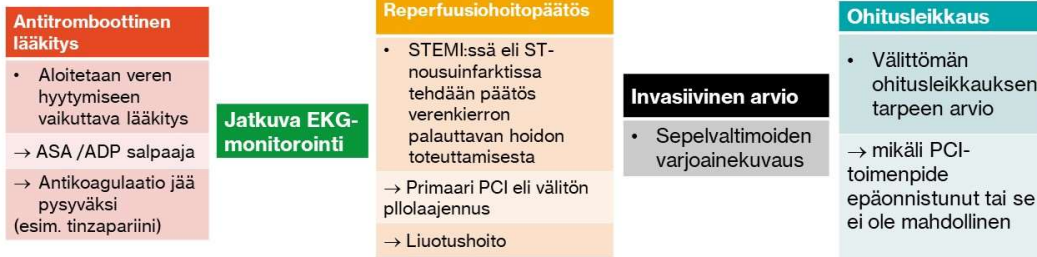 Antitromboottinen
lääkitys
• Aloitetaan veren
hyytymiseen
vaikuttava lääkitys
→ ASA /ADP salpaaja
→ Antikoagulaatio jää
pysyväksi
(esim. tinzapariini)
Jatkuva EKG-
monitorointi
Reperfuusiohoitopäätös
• STEMI:ssä eli ST-
nousuinfarktissa
tehdään päätös
verenkierron
palauttavan hoidon
toteuttamisesta
→ Primaari PCI eli välitön
pllolaajennus
→ Liuotushoito
Invasiivinen arvio
• Sepelvaltimoiden
varjoainekuvaus
Ohitusleikkaus
• Välittömän
ohitusleikkauksen
tarpeen arvio
→ mikäli PCI-
toimenpide
epäonnistunut tai se
ei ole mahdollinen